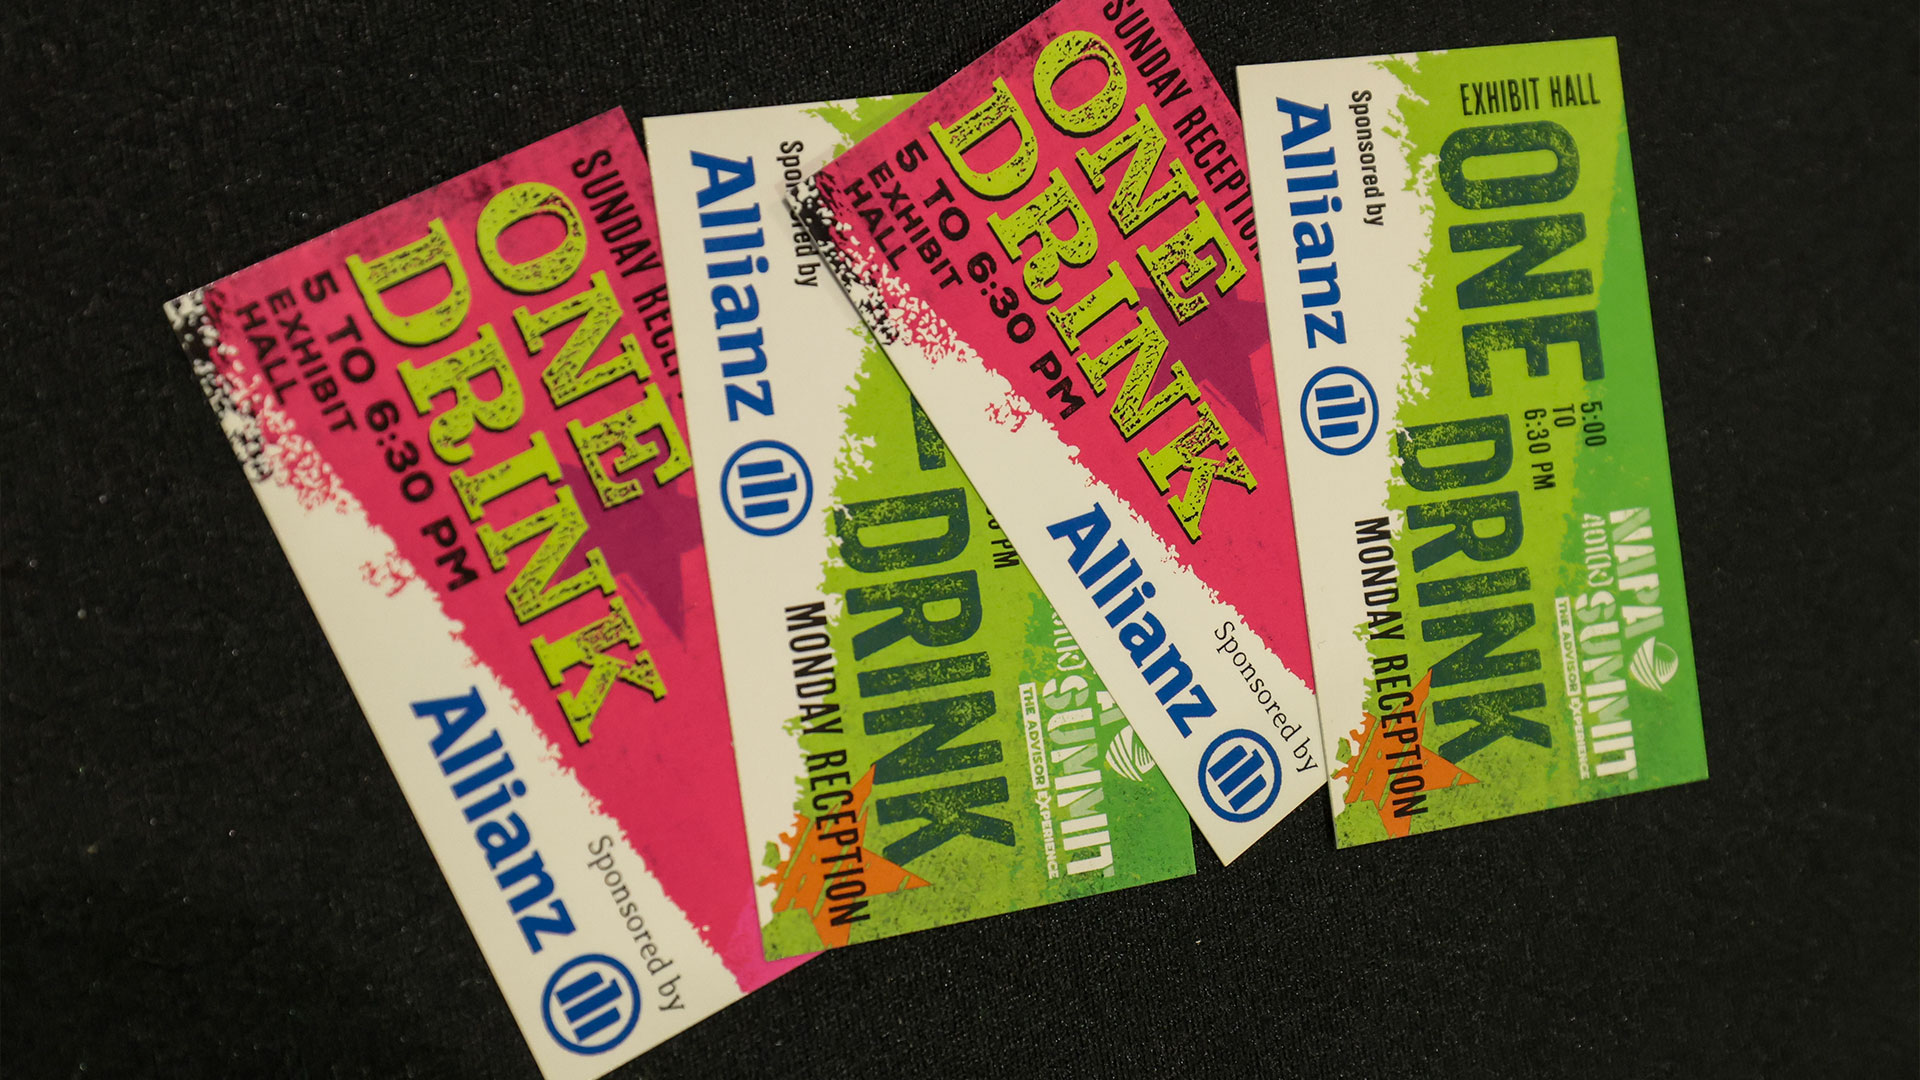 SUNDAY RECEPT
ONE
DRINK
5 TO 6:30 PM
EXHIBIT
HALL
Sponsored by
Allianz
Sponsored by
Allianz
DRINK
PM
MONDAY RECEPTION
SUMMIT
THE ADVISOR EXPERIENCE
SUNDAY RECEPTION
ONE
DRINK
5 TO 6:30 PM
EXHIBIT
HALL
Sponsored by
Allianz
EXHIBIT HALL
Sponsored by
Allianz
ONE DRINK
5:00
TO
6:30 PM
MONDAY RECEPTION
NAPA
401(k)
SUMMIT
THE ADVISOR EXPERIENCE